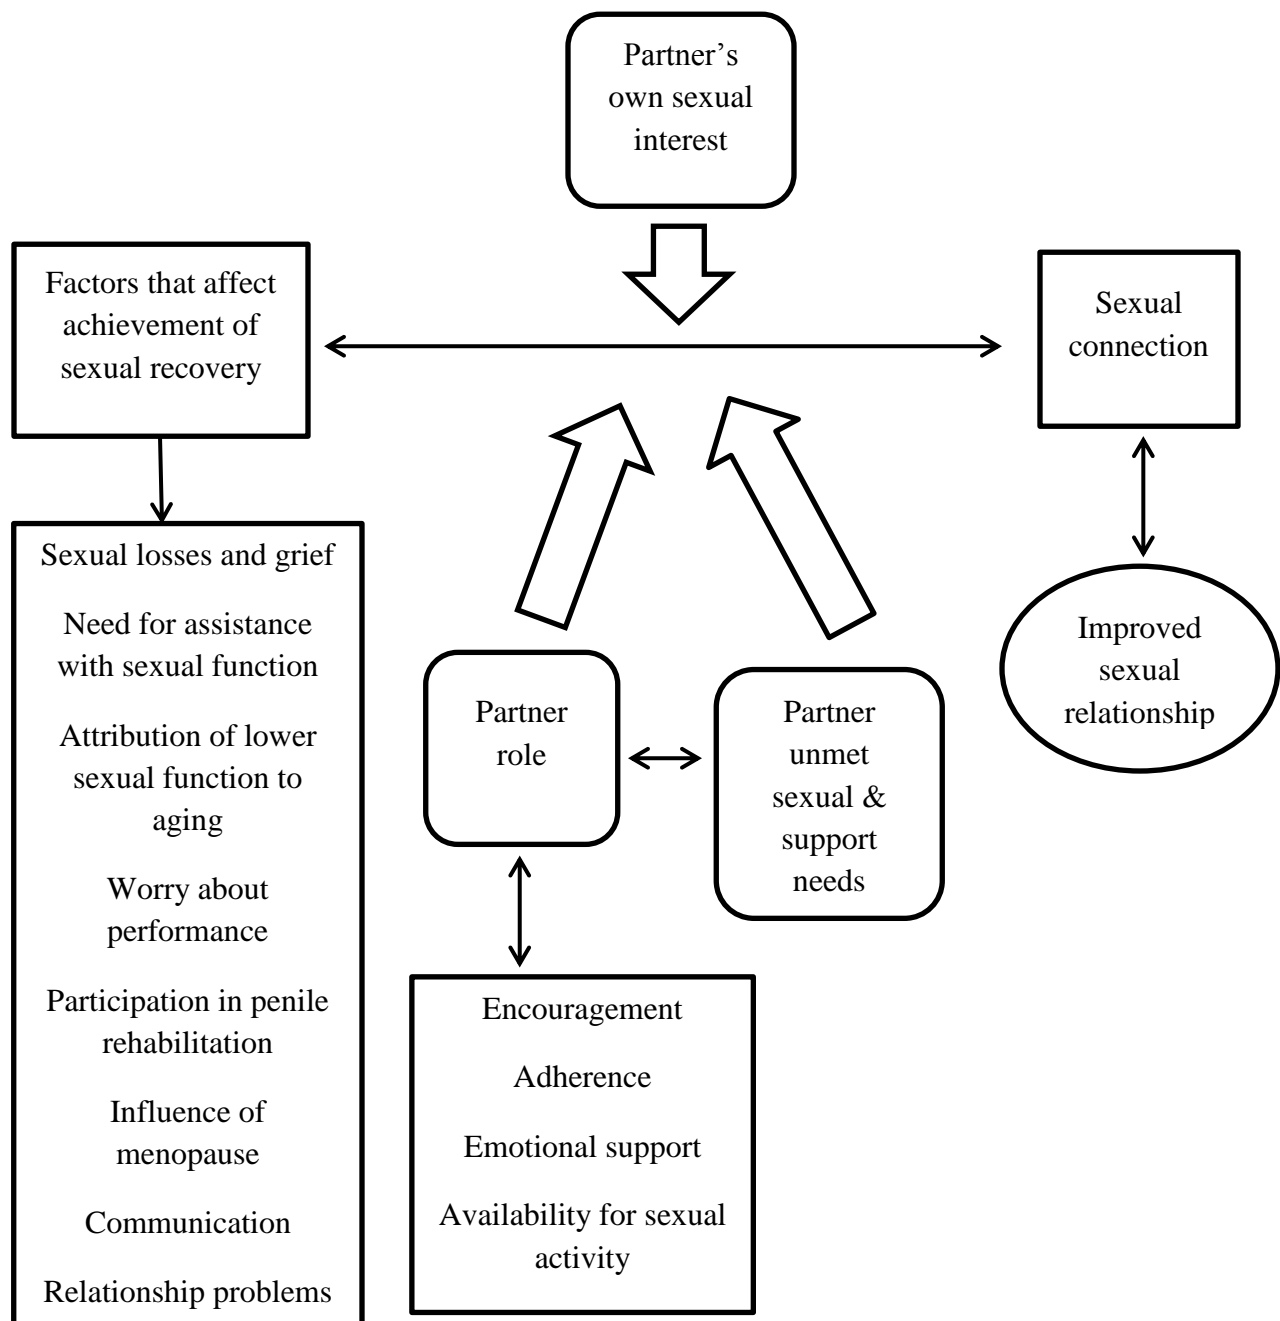 Partner’s
own sexual
interest
Factors that affect
achievement of
sexual recovery
Sexual
connection
Sexual losses and grief
Need for assistance
with sexual function
Attribution of lower
sexual function to
aging
Worry about
performance
Participation in penile
rehabilitation
Influence of
menopause
Communication
Relationship problems
Partner
role
Partner
unmet
sexual &
support
needs
Improved
sexual
relationship
Encouragement
Adherence
Emotional support
Availability for sexual
activity